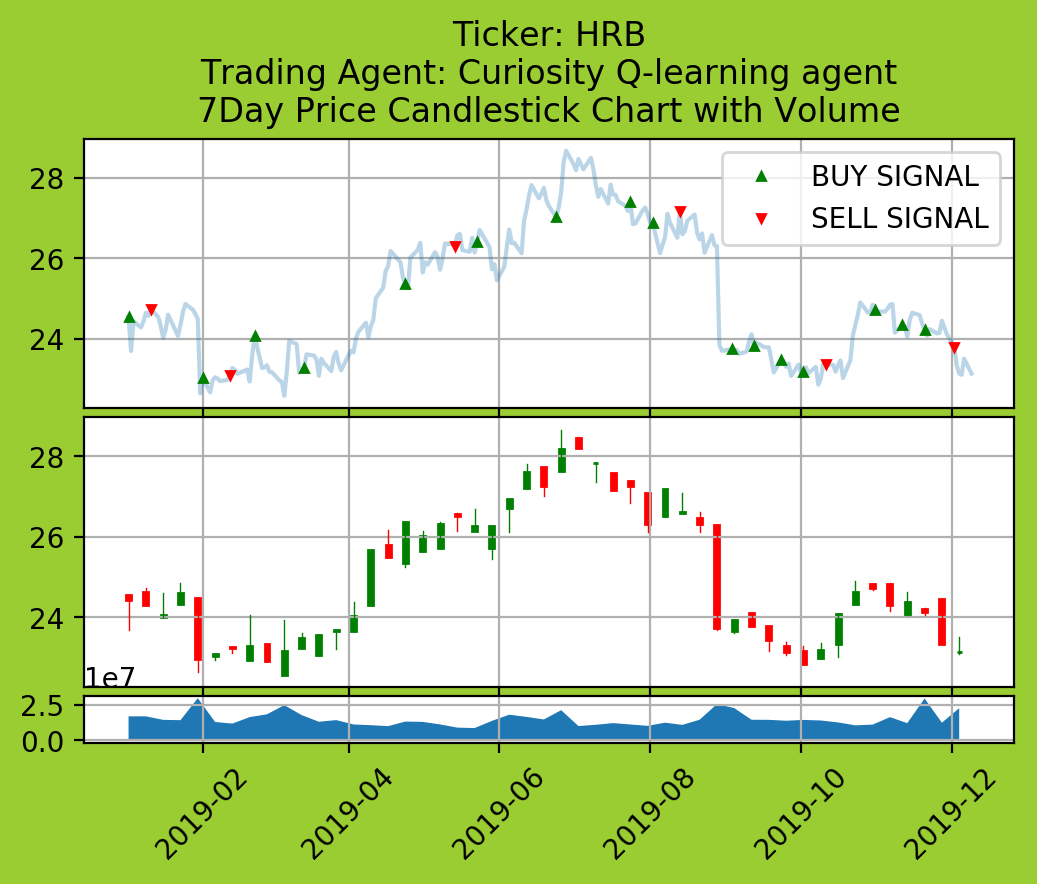 Ticker: HRB
Trading Agent: Curiosity Q-learning agent
7Day Price Candlestick Chart with Volume
BUY SIGNAL
SELL SIGNAL
28
26
24
28
26
24
1e7
2.5
0.0
2019-02
2019-04
2019-06
2019-08
2019-10
2019-12